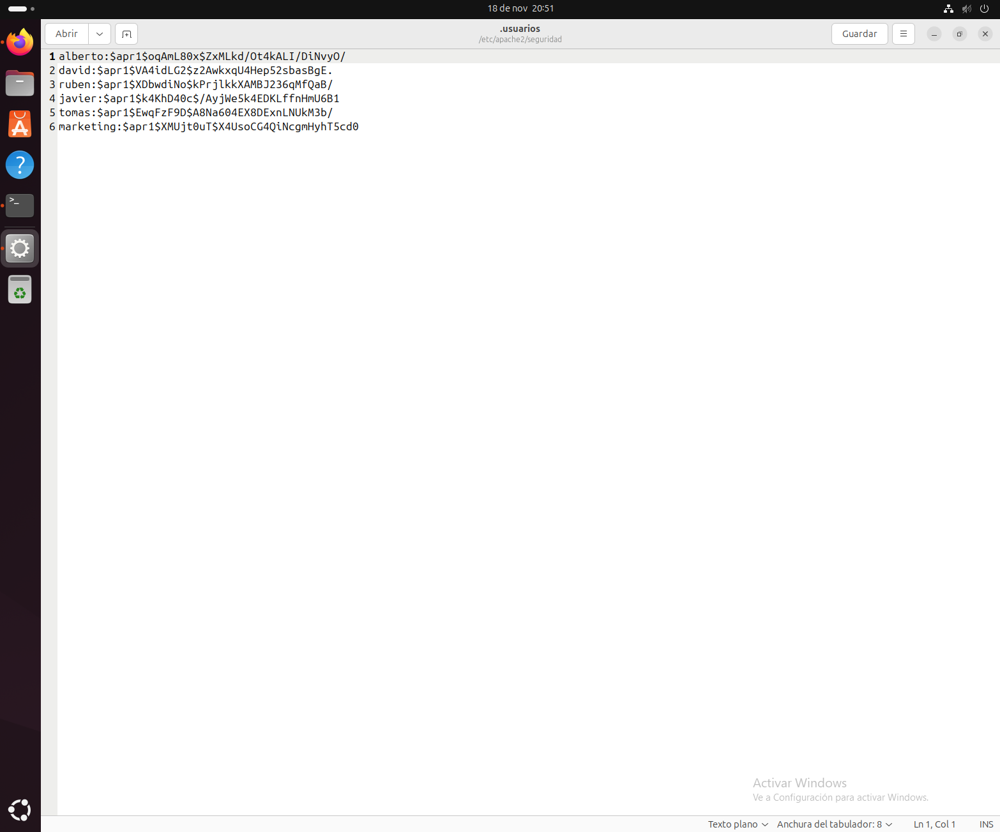 18 de nov 20:51
Abrir
.usuarios
/etc/apache2/seguridad
Guardar
1 alberto:$apr1$oqAmL80x$ZxMLkd/Ot4kALI/DiNvyO/
2 david:$apr1$VA4idLG2$z2AwkxqU4Hep52sbasBgE.
3 ruben:$apr1$XDbwdiNo$kPrjlkkXAMBJ236qMfQaB/
4 javier:$apr1$k4KhD40c$/AyjWe5k4EDKLffnHmU6B1
5 tomas:$apr1$EwqFzF9D$A8Na604EX8DExnLNUkM3b/
6 marketing:$apr1$XMUjt0uT$X4UsoCG4QiNcgmHyhT5cd0
Activar Windows
Ve a Configuración para activar Windows.
Texto plano Anchura del tabulador: 8 Ln 1, Col 1 INS